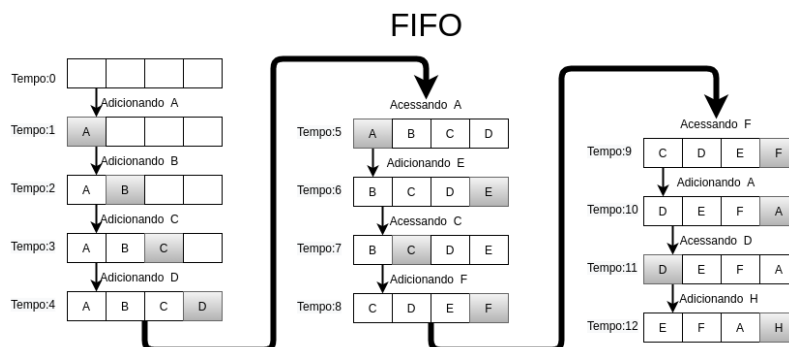 FIFO
Tempo:0
Adicionando A
Tempo:1 A
Adicionando B
Tempo:2 A B
Adicionando C
Tempo:3 A B C
Adicionando D
Tempo:4 A B C D
Acessando A
Tempo:5 A B C D
Adicionando E
Tempo:6 B C D E
Acessando C
Tempo:7 B C D E
Adicionando F
Tempo:8 C D E F
Acessando F
Tempo:9 C D E F
Adicionando A
Tempo:10 D E F A
Acessando D
Tempo:11 D E F A
Adicionando H
Tempo:12 E F A H